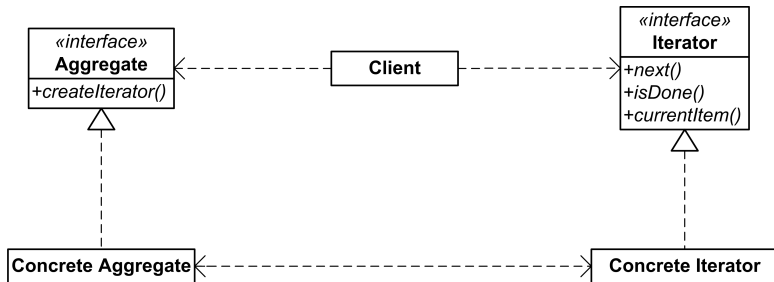 «interface»
Aggregate
+createIterator()
Client
«interface»
Iterator
+next()
+isDone()
+currentItem()
Concrete Aggregate
Concrete Iterator